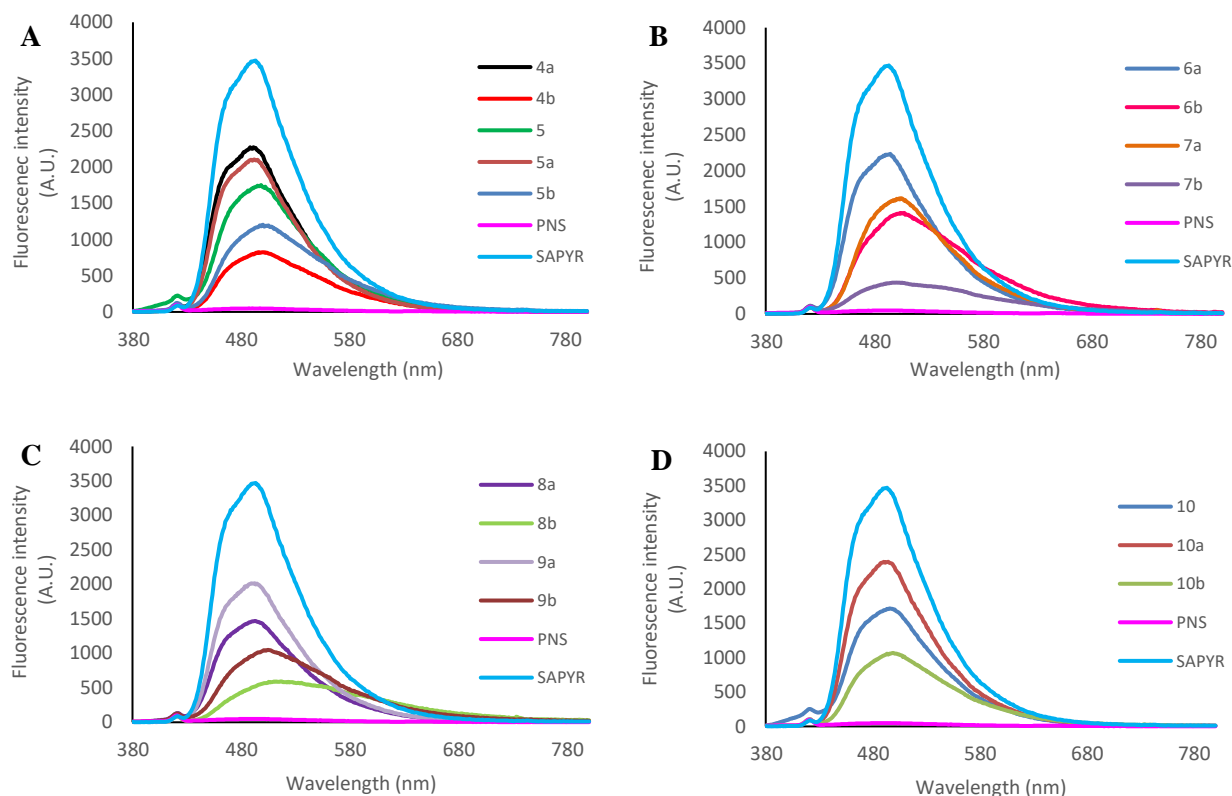 A
Fluorescenec intensity
(A.U.)
4000
3500
3000
2500
2000
1500
1000
500
0
380 480 580 680 780
Wavelength (nm)
4a
4b
5
5a
5b
PNS
SAPYR
B
Fluorescenec intensity
(A.U.)
4000
3500
3000
2500
2000
1500
1000
500
0
380 480 580 680 780
Wavelength (nm)
6a
6b
7a
7b
PNS
SAPYR
C
Fluorescence intensity
(A.U.)
4000
3500
3000
2500
2000
1500
1000
500
0
380 480 580 680 780
Wavelength (nm)
8a
8b
9a
9b
PNS
SAPYR
D
Fluorescence intensity
(A.U.)
4000
3500
3000
2500
2000
1500
1000
500
0
380 480 580 680 780
Wavelength (nm)
10
10a
10b
PNS
SAPYR